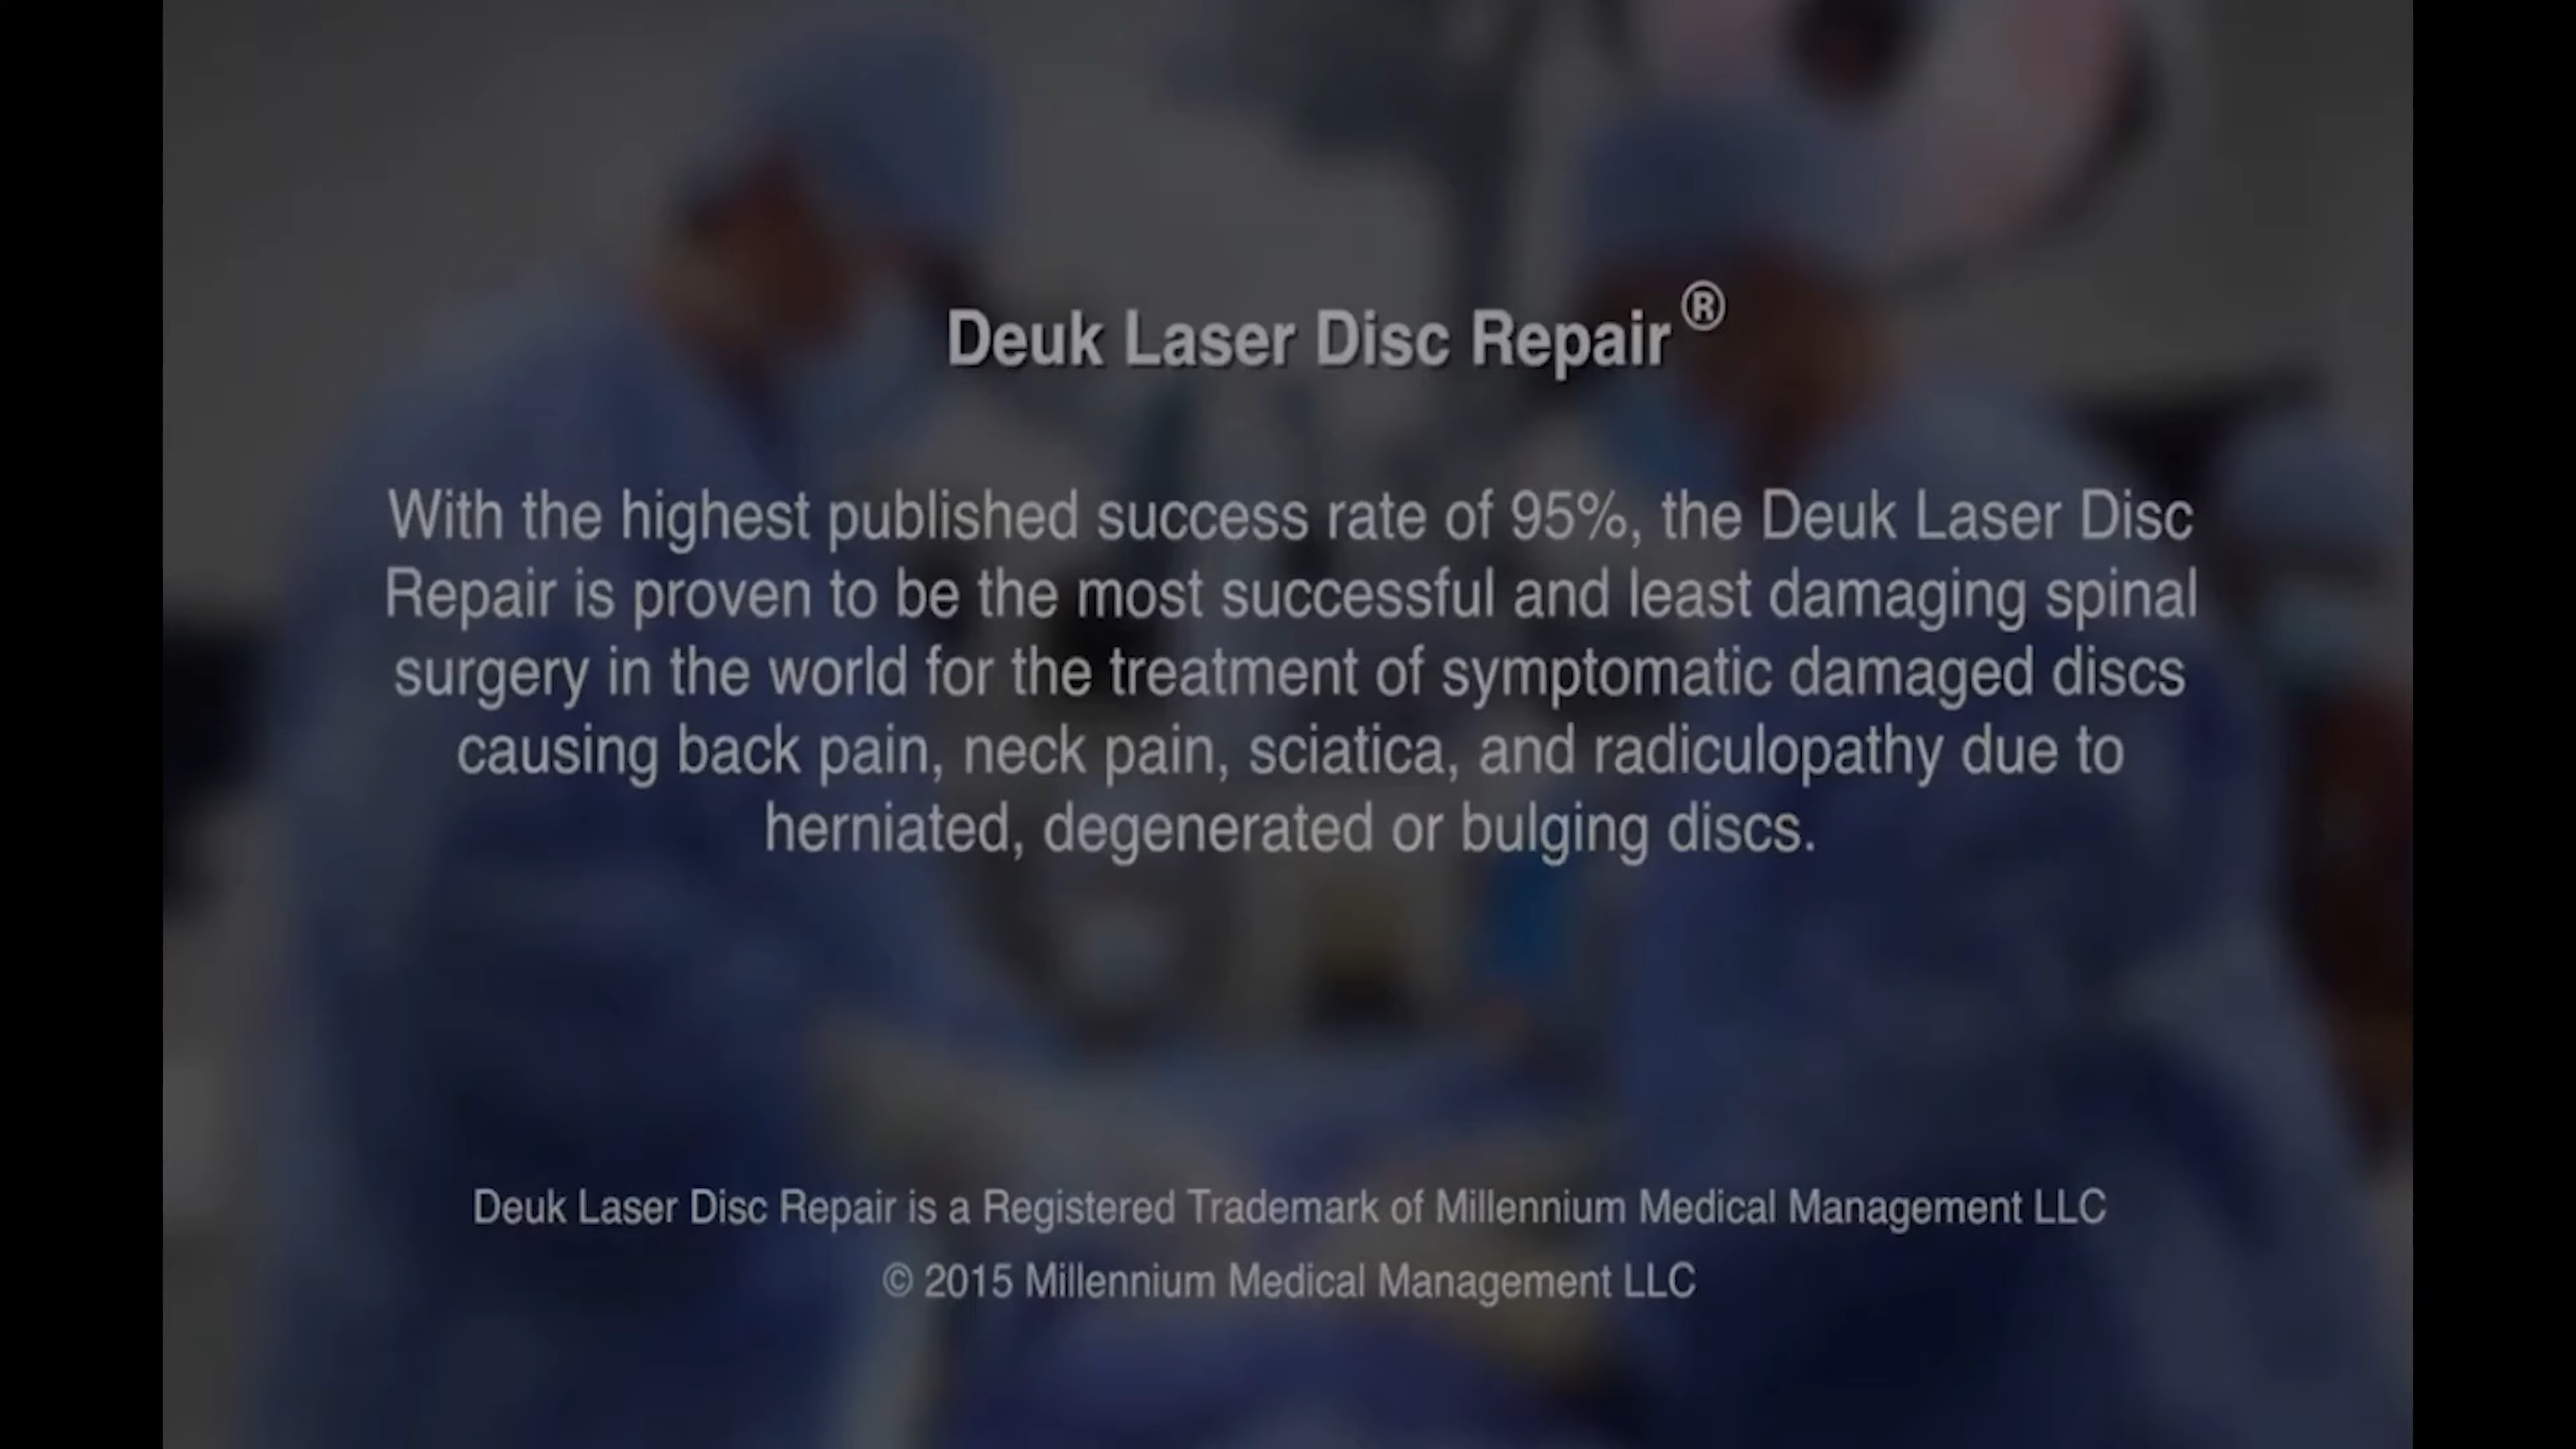 Deuk Laser Disc Repair®
With the highest published success rate of 95%, the Deuk Laser Disc
Repair is proven to be the most successful and least damaging spinal
surgery in the world for the treatment of symptomatic damaged discs
causing back pain, neck pain, sciatica, and radiculopathy due to
herniated, degenerated or bulging discs.
Deuk Laser Disc Repair is a Registered Trademark of Millennium Medical Management LLC
© 2015 Millennium Medical Management LLC